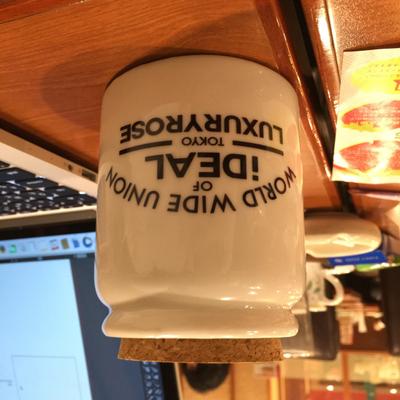 WORLD WIDE UNION
OF
iDEAL
TOKYO
LUXURYROSE